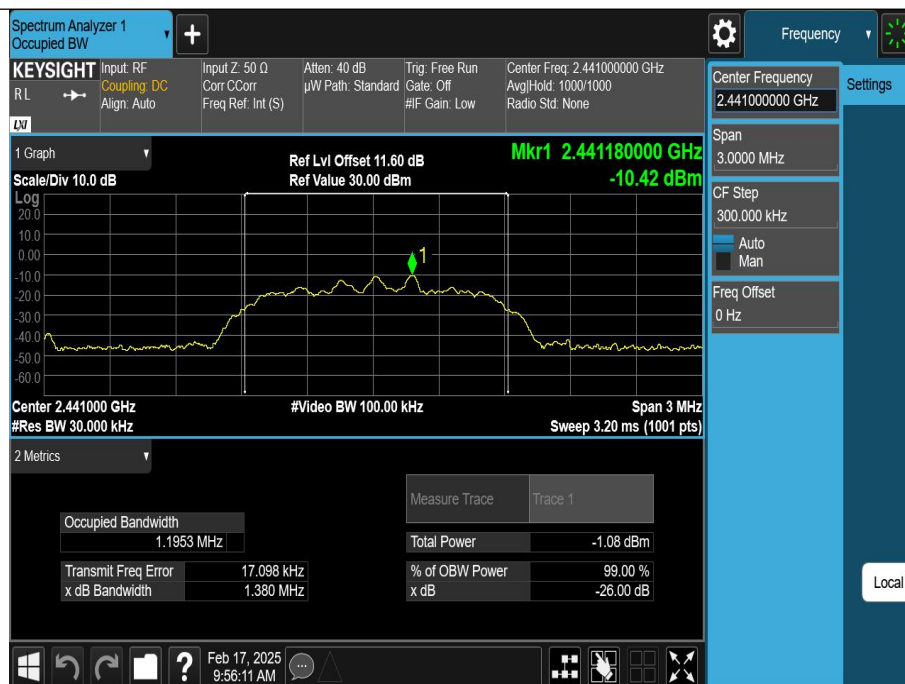 Spectrum Analyzer 1
Occupied BW
+
Frequency
KEYSIGHT
RL
LXI
Input: RF
Coupling: DC
Align: Auto
Input Z: 50 Ω
Corr CCorr
Freq Ref: Int (S)
Atten: 40 dB
µW Path: Standard
Trig: Free Run
Gate: Off
#IF Gain: Low
Center Freq: 2.441000000 GHz
Avg|Hold: 1000/1000
Radio Std: None
Center Frequency
2.441000000 GHz
Settings
Span
3.0000 MHz
CF Step
300.000 kHz
Auto
Man
Freq Offset
0 Hz
1 Graph
Scale/Div 10.0 dB
Ref Lvl Offset 11.60 dB
Ref Value 30.00 dBm
Mkr1 2.441180000 GHz
-10.42 dBm
Log
20.0
10.0
0.00
-10.0
-20.0
-30.0
-40.0
-50.0
-60.0
1
Center 2.441000 GHz
#Res BW 30.000 kHz
#Video BW 100.00 kHz
Span 3 MHz
Sweep 3.20 ms (1001 pts)
2 Metrics
Measure Trace Trace 1
Occupied Bandwidth
1.1953 MHz
Total Power -1.08 dBm
Transmit Freq Error 17.098 kHz
% of OBW Power 99.00 %
x dB Bandwidth 1.380 MHz
x dB -26.00 dB
Local
?
Feb 17, 2025
9:56:11 AM